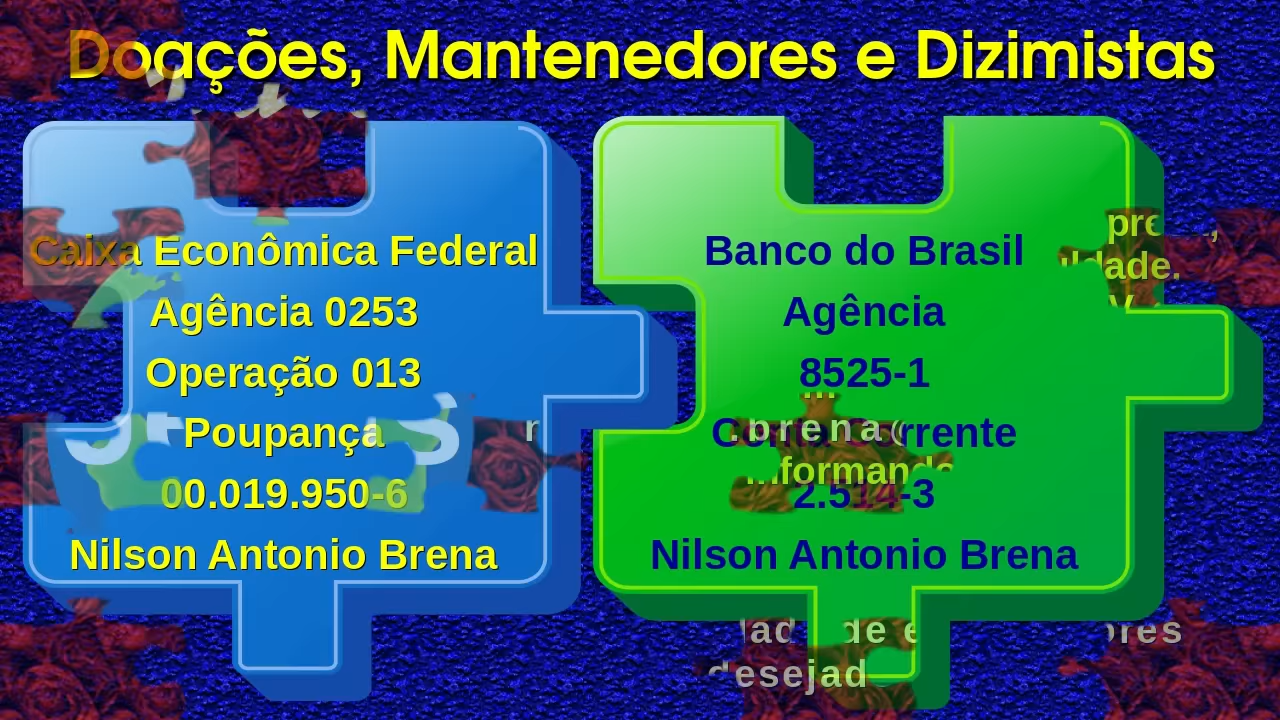 Doações, Mantenedores e Dizimistas
Caixa Econômica Federal
Agência 0253
Operação 013
Poupança
00.019.950-6
Nilson Antonio Brena
Banco do Brasil
Agência
8525-1
Conta Corrente
2.514-3
Nilson Antonio Brena